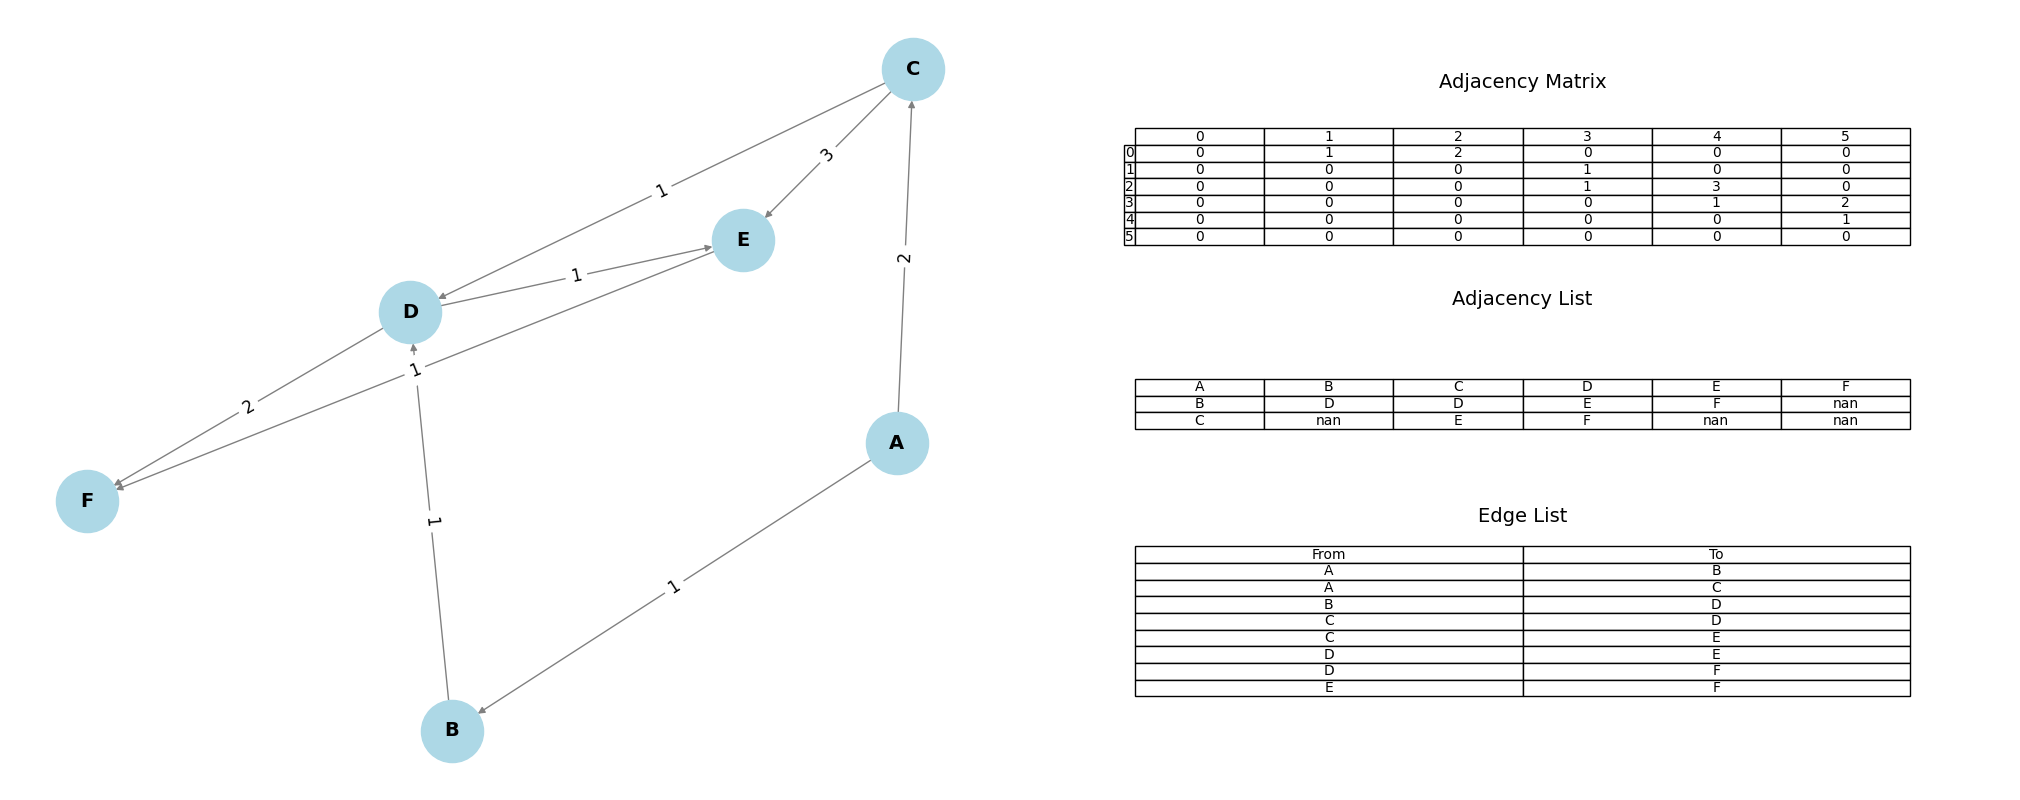 C
3
1
E
2
1
D
1
2
A
F
1
1
B
Adjacency Matrix
0 1 2 3 4 5
0 0 1 2 0 0 0
1 0 0 0 1 0 0
2 0 0 0 1 3 0
3 0 0 0 0 1 2
4 0 0 0 0 0 1
5 0 0 0 0 0 0
Adjacency List
A B C D E F
B D D E F nan
C nan E F nan nan
Edge List
From To
A B
A C
B D
C D
C E
D E
D F
E F